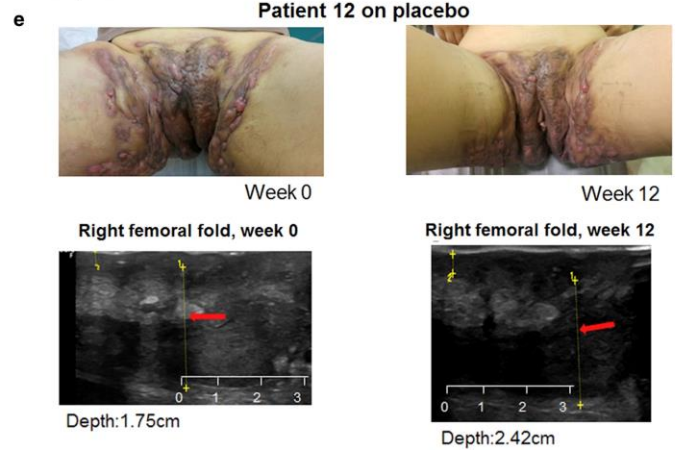 e
Patient 12 on placebo
Week 0
Week 12
Right femoral fold, week 0
Right femoral fold, week 12
1
1
2
1
0 1 2 3
0 1 2 3
Depth:1.75cm
Depth:2.42cm